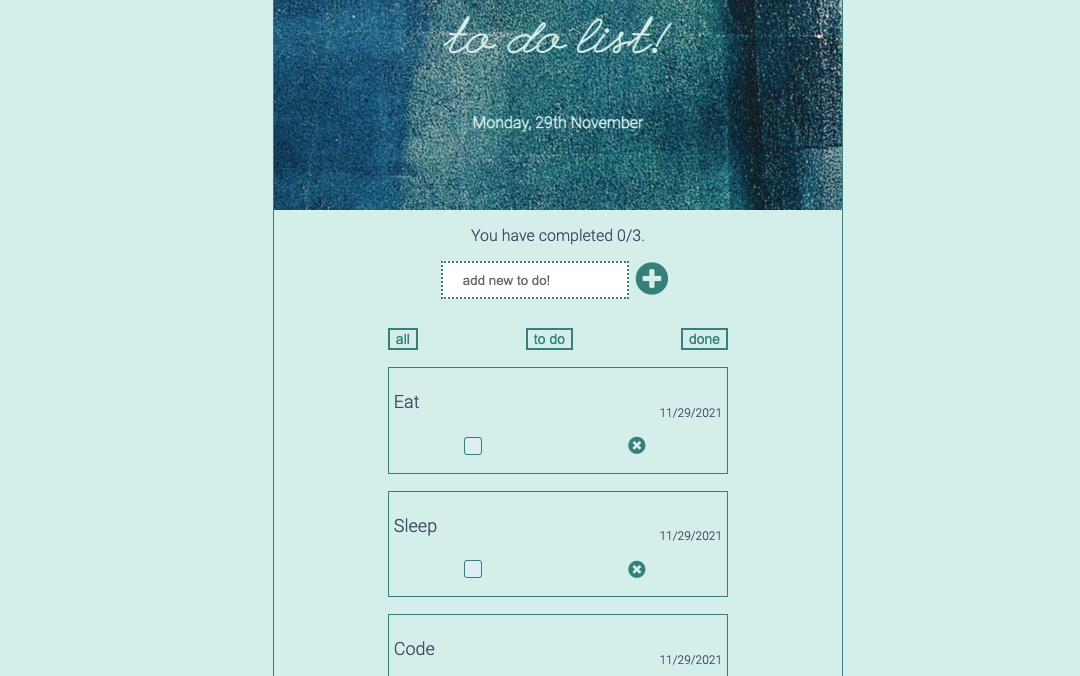 to do list!
Monday, 29th November
You have completed 0/3.
add new to do!
all to do done
Eat
11/29/2021
Sleep
11/29/2021
Code
11/29/2021